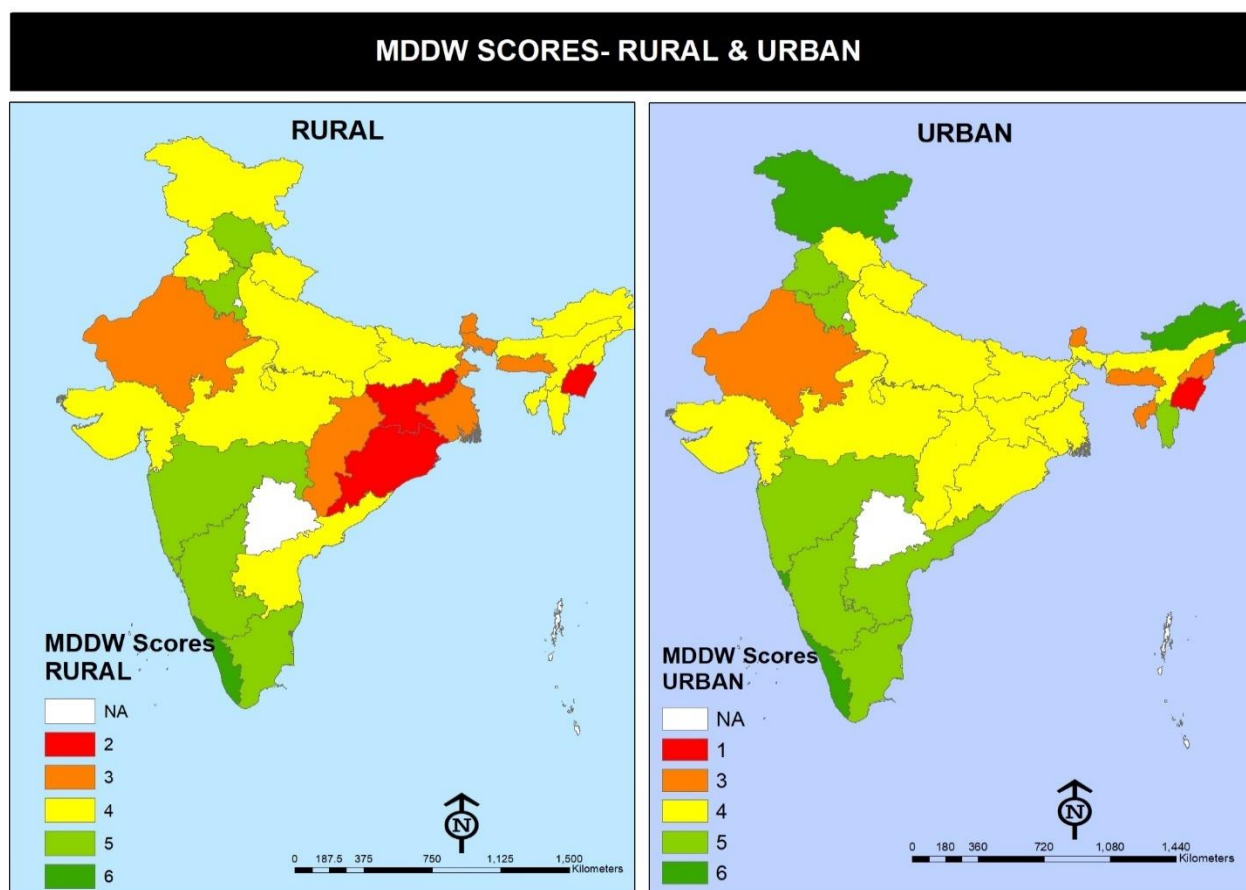 MDDW SCORES- RURAL & URBAN
RURAL
MDDW Scores
RURAL
NA
2
3
4
5
6
N
0 187.5 375 750 1,125 1,500
Kilometers
URBAN
MDDW Scores
URBAN
NA
1
3
4
5
6
N
0 180 360 720 1,080 1,440
Kilometers